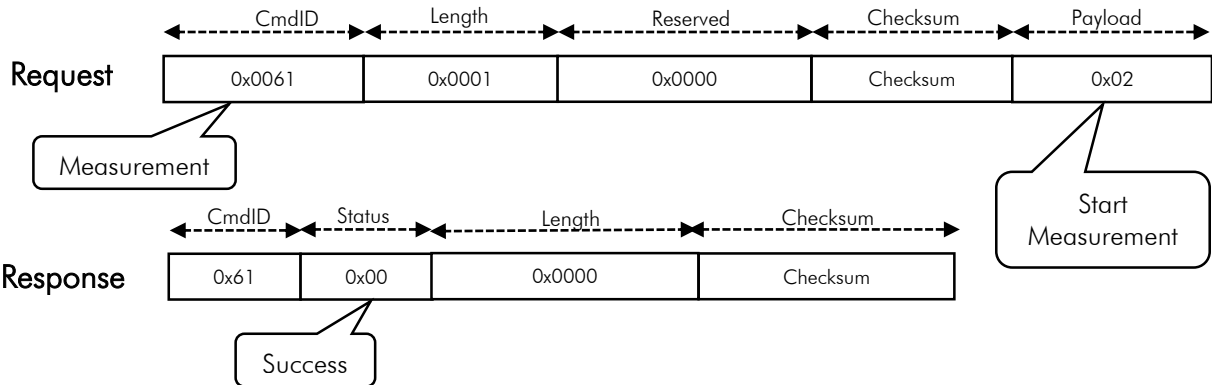 CmdID Length Reserved Checksum Payload
Request 0x0061 0x0001 0x0000 Checksum 0x02
Measurement
Start
Measurement
CmdID Status Length Checksum
Response 0x61 0x00 0x0000 Checksum
Success